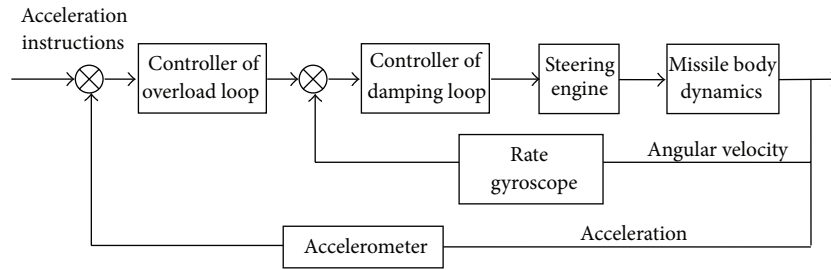 Acceleration
instructions
Controller of
overload loop
Controller of
damping loop
Steering
engine
Missile body
dynamics
Rate
gyroscope
Angular velocity
Accelerometer
Acceleration